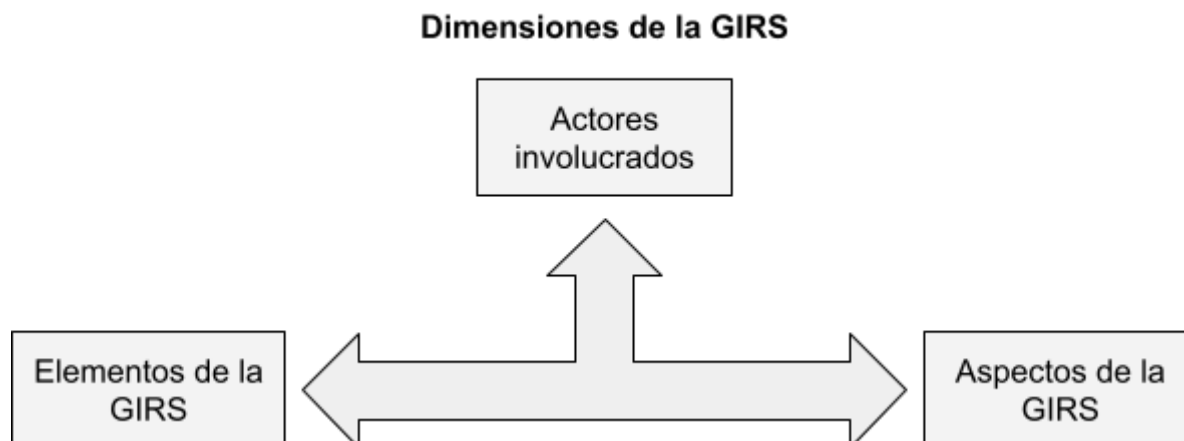 Dimensiones de la GIRS
Actores
involucrados
Elementos de la
GIRS
Aspectos de la
GIRS